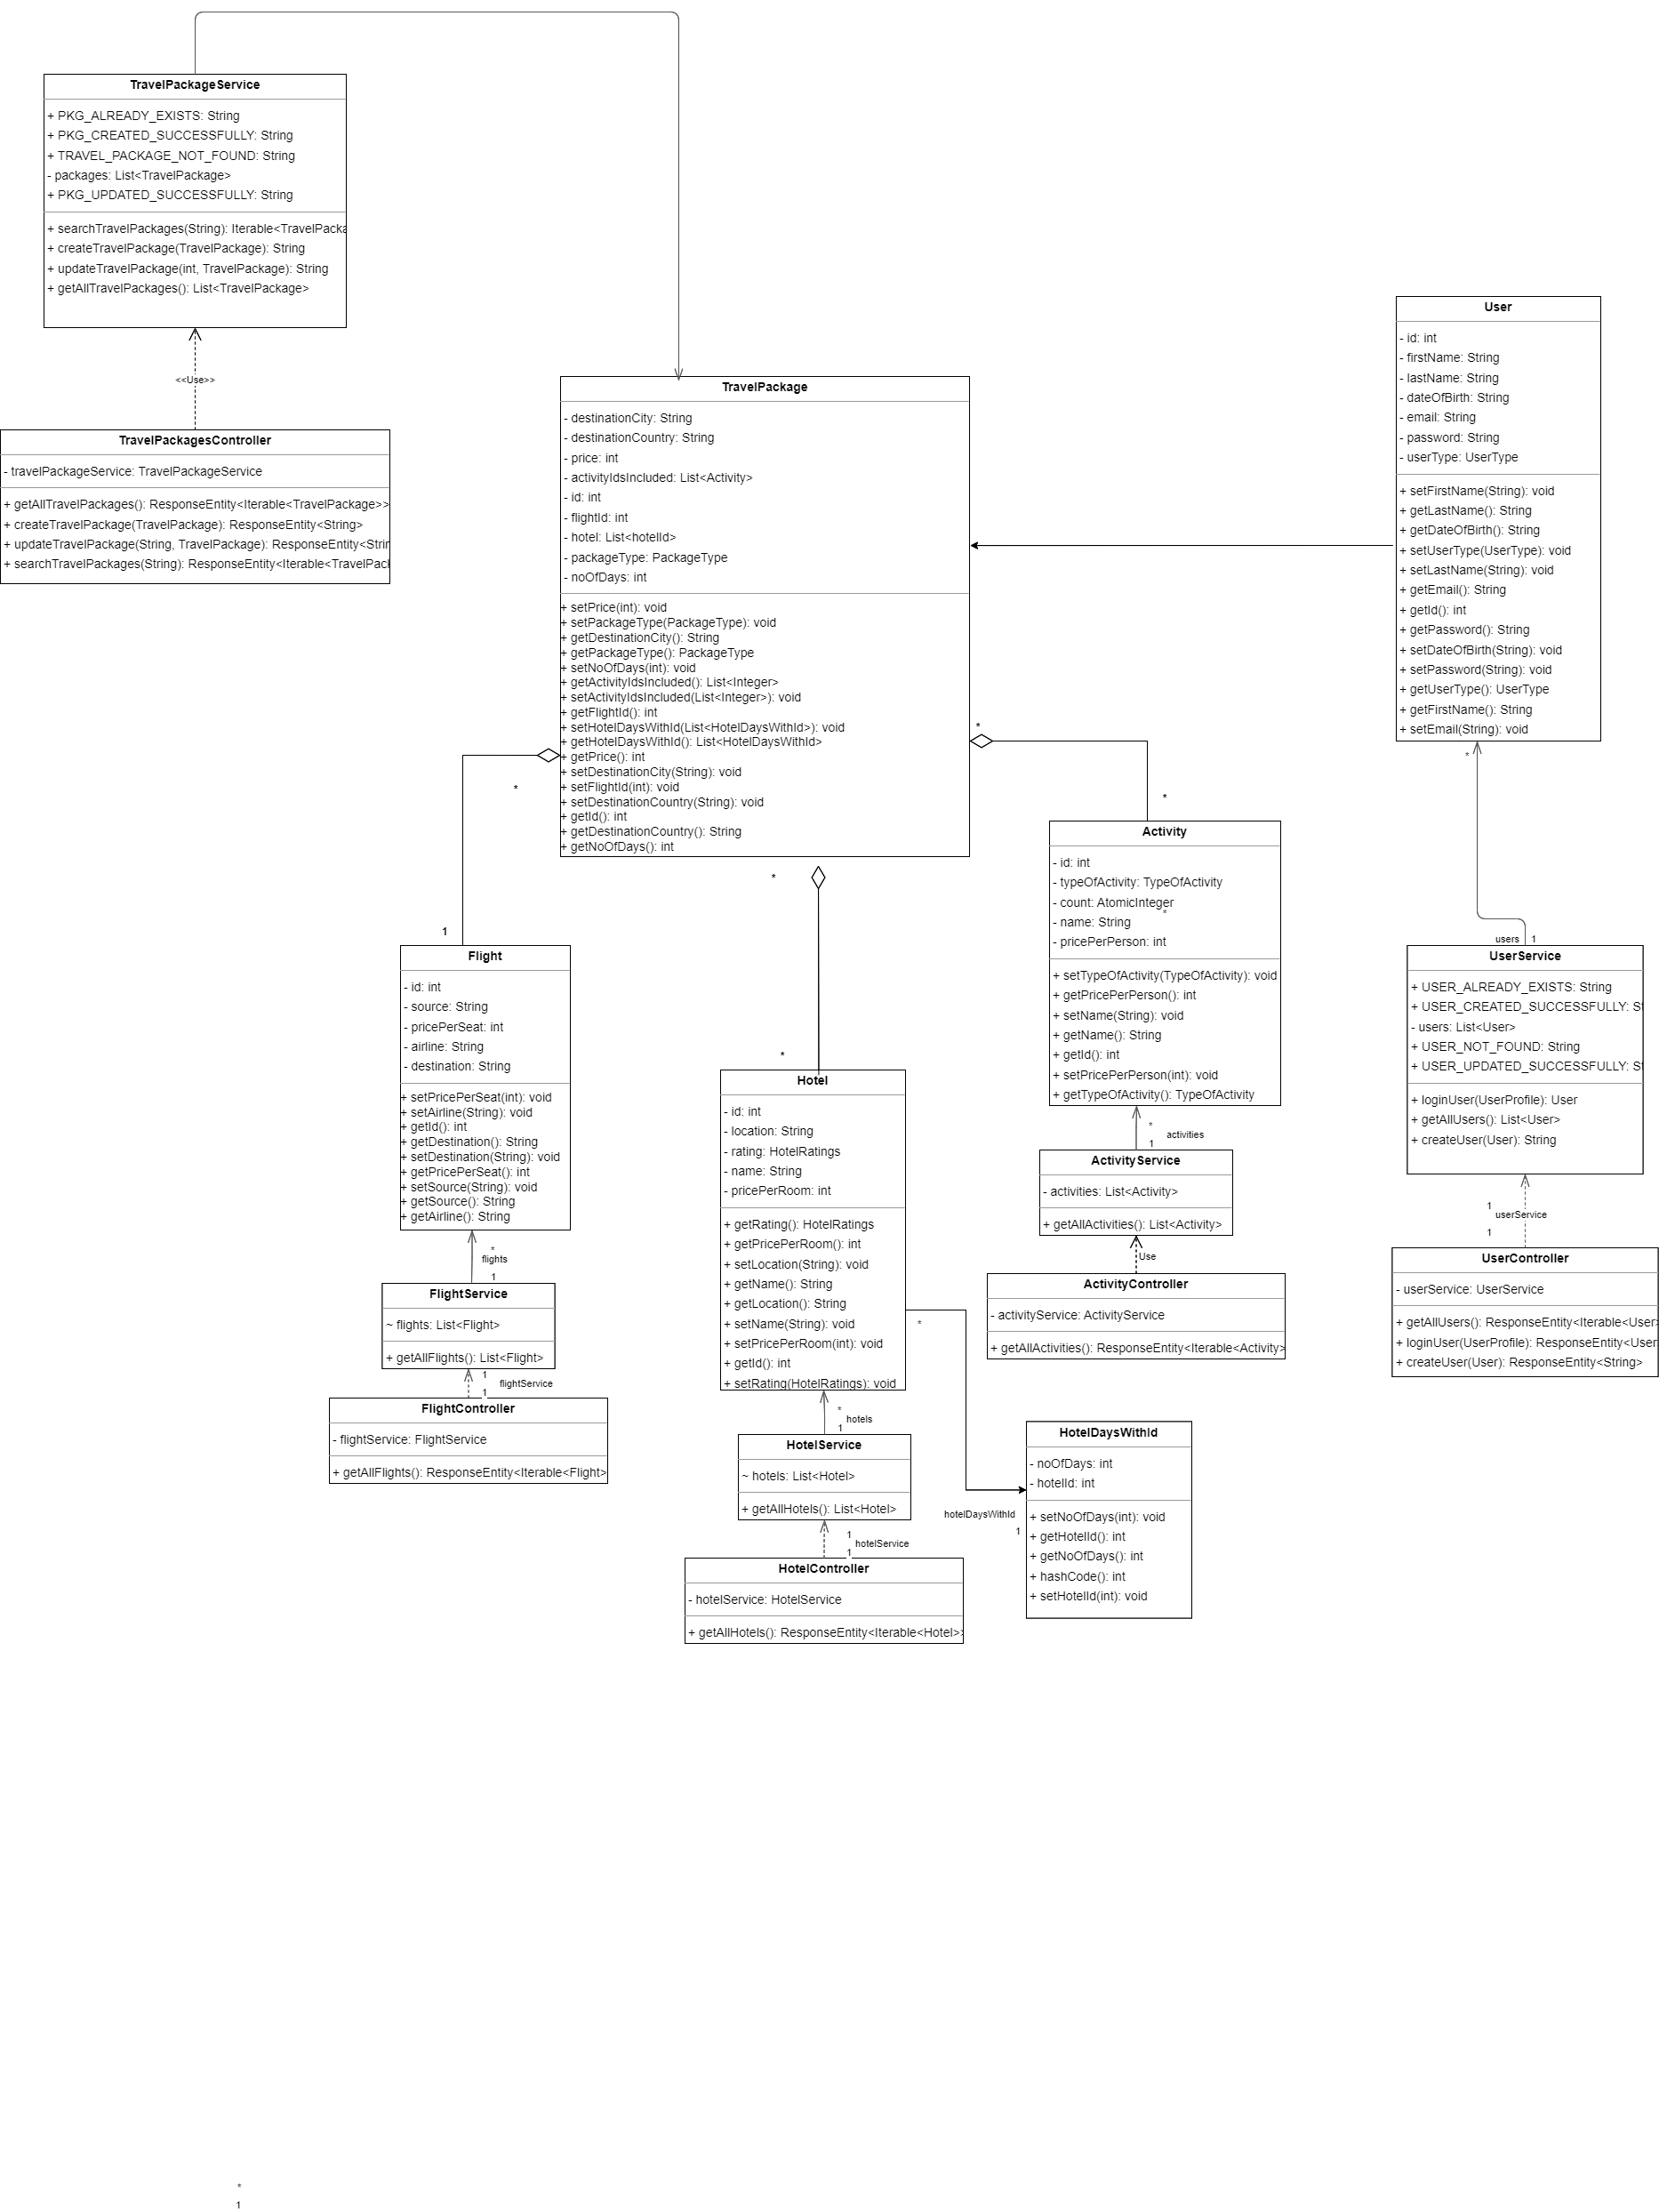 TravelPackageService
+ PKG_ALREADY_EXISTS: String
+ PKG_CREATED_SUCCESSFULLY: String
+ TRAVEL_PACKAGE_NOT_FOUND: String
- packages: List<TravelPackage>
+ PKG_UPDATED_SUCCESSFULLY: String
+ searchTravelPackages(String): Iterable<TravelPacka
+ createTravelPackage(TravelPackage): String
+ updateTravelPackage(int, TravelPackage): String
+ getAllTravelPackages(): List<TravelPackage>
<<Use>>
TravelPackagesController
- travelPackageService: TravelPackageService
+ getAllTravelPackages(): ResponseEntity<Iterable<TravelPackage>>
+ createTravelPackage(TravelPackage): ResponseEntity<String>
+ updateTravelPackage(String, TravelPackage): ResponseEntity<Strin
+ searchTravelPackages(String): ResponseEntity<Iterable<TravelPack
TravelPackage
- destinationCity: String
- destinationCountry: String
- price: int
- activityIdsIncluded: List<Activity>
- id: int
- flightId: int
- hotel: List<hotelId>
- packageType: PackageType
- noOfDays: int
+ setPrice(int): void
+ setPackageType(PackageType): void
+ getDestinationCity(): String
+ getPackageType(): PackageType
+ setNoOfDays(int): void
+ getActivityIdsIncluded(): List<Integer>
+ setActivityIdsIncluded(List<Integer>): void
+ getFlightId(): int
+ setHotelDaysWithId(List<HotelDaysWithId>): void
+ getHotelDaysWithId(): List<HotelDaysWithId>
+ getPrice(): int
+ setDestinationCity(String): void
+ setFlightId(int): void
+ setDestinationCountry(String): void
+ getId(): int
+ getDestinationCountry(): String
+ getNoOfDays(): int
User
- id: int
- firstName: String
- lastName: String
- dateOfBirth: String
- email: String
- password: String
- userType: UserType
+ setFirstName(String): void
+ getLastName(): String
+ getDateOfBirth(): String
+ setUserType(UserType): void
+ setLastName(String): void
+ getEmail(): String
+ getId(): int
+ getPassword(): String
+ setDateOfBirth(String): void
+ setPassword(String): void
+ getUserType(): UserType
+ getFirstName(): String
+ setEmail(String): void
*
*
*
*
*
1
*
Activity
- id: int
- typeOfActivity: TypeOfActivity
- count: AtomicInteger
*
- name: String
- pricePerPerson: int
+ setTypeOfActivity(TypeOfActivity): void
+ getPricePerPerson(): int
+ setName(String): void
+ getName(): String
+ getId(): int
+ setPricePerPerson(int): void
+ getTypeOfActivity(): TypeOfActivity
*
1
activities
ActivityService
- activities: List<Activity>
+ getAllActivities(): List<Activity>
Use
ActivityController
- activityService: ActivityService
+ getAllActivities(): ResponseEntity<Iterable<Activity>
users 1
UserService
+ USER_ALREADY_EXISTS: String
+ USER_CREATED_SUCCESSFULLY: St
- users: List<User>
+ USER_NOT_FOUND: String
+ USER_UPDATED_SUCCESSFULLY: St
+ loginUser(UserProfile): User
+ getAllUsers(): List<User>
+ createUser(User): String
1
userService
1
UserController
- userService: UserService
+ getAllUsers(): ResponseEntity<Iterable<User>
+ loginUser(UserProfile): ResponseEntity<User
+ createUser(User): ResponseEntity<String>
Flight
- id: int
- source: String
- pricePerSeat: int
- airline: String
- destination: String
+ setPricePerSeat(int): void
+ setAirline(String): void
+ getId(): int
+ getDestination(): String
+ setDestination(String): void
+ getPricePerSeat(): int
+ setSource(String): void
+ getSource(): String
+ getAirline(): String
*
flights
1
FlightService
~ flights: List<Flight>
+ getAllFlights(): List<Flight>
1
flightService
1
FlightController
- flightService: FlightService
+ getAllFlights(): ResponseEntity<Iterable<Flight>
Hotel
- id: int
- location: String
- rating: HotelRatings
- name: String
- pricePerRoom: int
+ getRating(): HotelRatings
+ getPricePerRoom(): int
+ setLocation(String): void
+ getName(): String
+ getLocation(): String
+ setName(String): void
+ setPricePerRoom(int): void
+ getId(): int
+ setRating(HotelRatings): void
*
*
hotels
1
HotelService
~ hotels: List<Hotel>
+ getAllHotels(): List<Hotel>
1
hotelService
1
HotelController
- hotelService: HotelService
+ getAllHotels(): ResponseEntity<Iterable<Hotel>>
hotelDaysWithId
1
HotelDaysWithId
- noOfDays: int
- hotelId: int
+ setNoOfDays(int): void
+ getHotelId(): int
+ getNoOfDays(): int
+ hashCode(): int
+ setHotelId(int): void
*
1